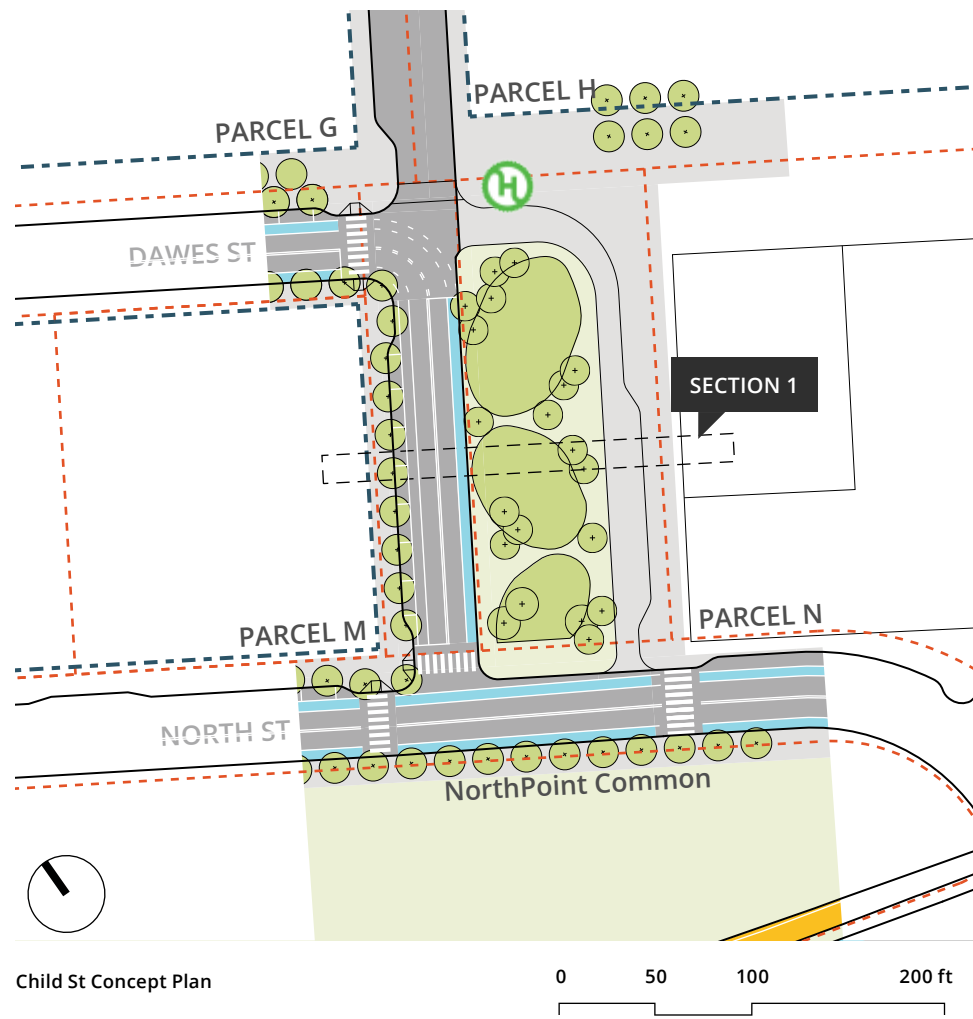 PARCEL H
PARCEL G
H
DAWES ST
SECTION 1
PARCEL N
PARCEL M
NORTH ST
NorthPoint Common
Child St Concept Plan
0 50 100 200 ft